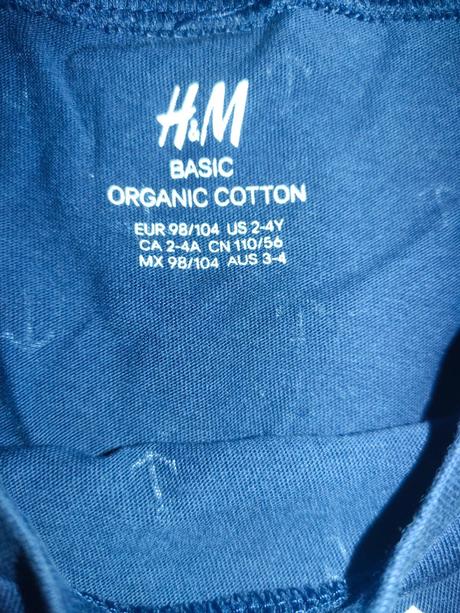 H&M
BASIC
ORGANIC COTTON
EUR 98/104 US 2-4Y
CA 2-4A CN 110/56
MX 98/104 AUS 3-4